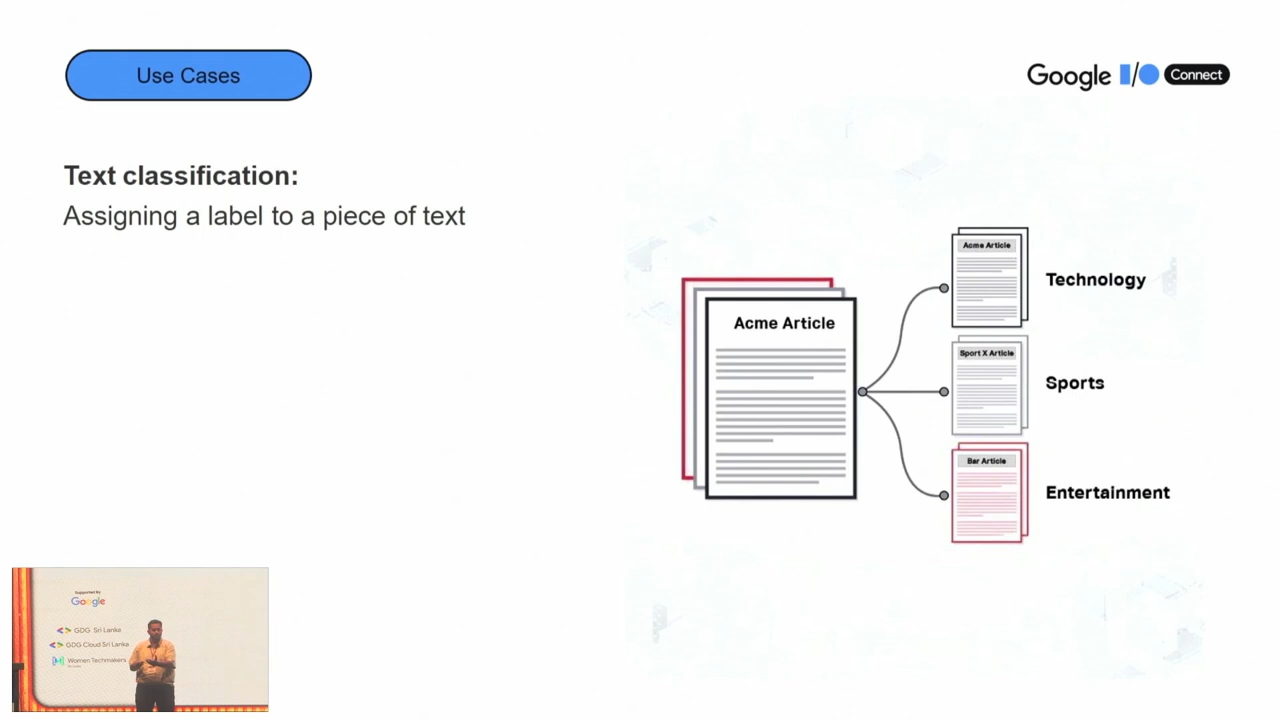 Use Cases
Google I/O Connect
Text classification:
Assigning a label to a piece of text
Acme Article
Acme Article
Technology
Sport X Article
Sports
Bar Article
Entertainment
Supported By
Google
GDG Sri Lanka
GDG Cloud Sri Lanka
Women Techmakers